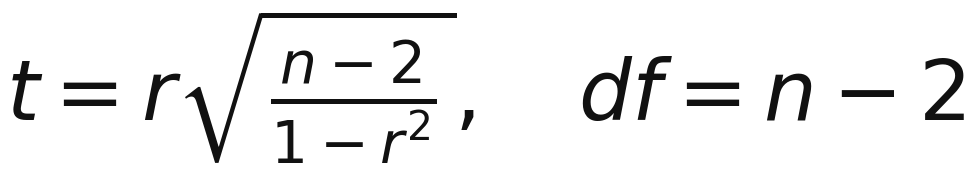 t = r√((n − 2)/(1 − r²)), df = n − 2